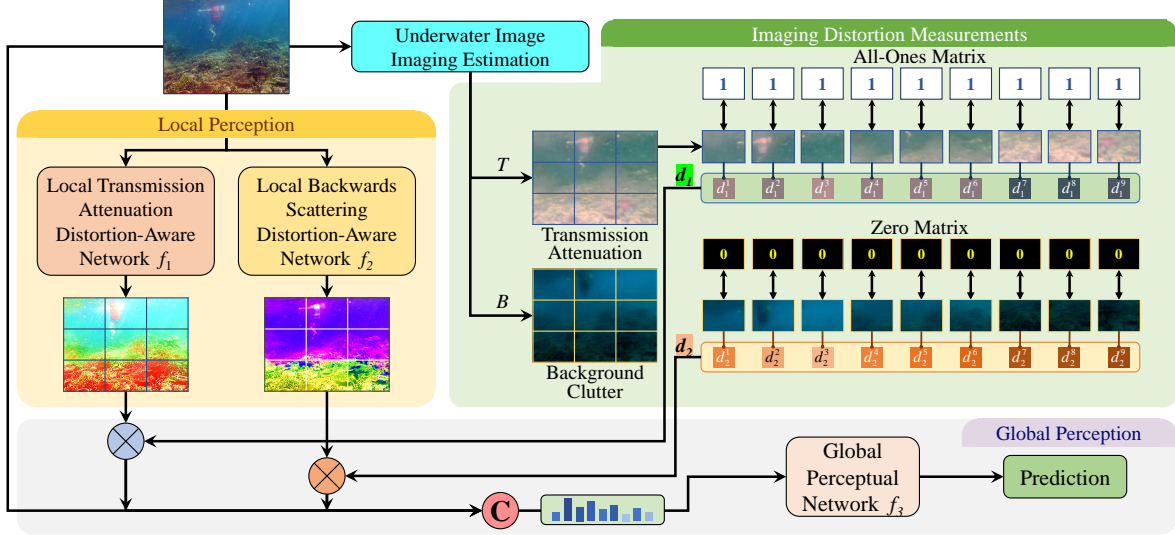 Underwater Image
Imaging Estimation
Imaging Distortion Measurements
All-Ones Matrix
1 1 1 1 1 1 1 1 1
Local Perception
Local Transmission
Attenuation
Distortion-Aware
Network f₁
Local Backwards
Scattering
Distortion-Aware
Network f₂
T
Transmission
Attenuation
d₁
d₁¹ d₁² d₁³ d₁⁴ d₁⁵ d₁⁶ d₁⁷ d₁⁸ d₁⁹
Zero Matrix
0 0 0 0 0 0 0 0 0
B
Background
Clutter
d₂
d₂¹ d₂² d₂³ d₂⁴ d₂⁵ d₂⁶ d₂⁷ d₂⁸ d₂⁹
Global Perception
Global
Perceptual
Network f₃
Prediction
C